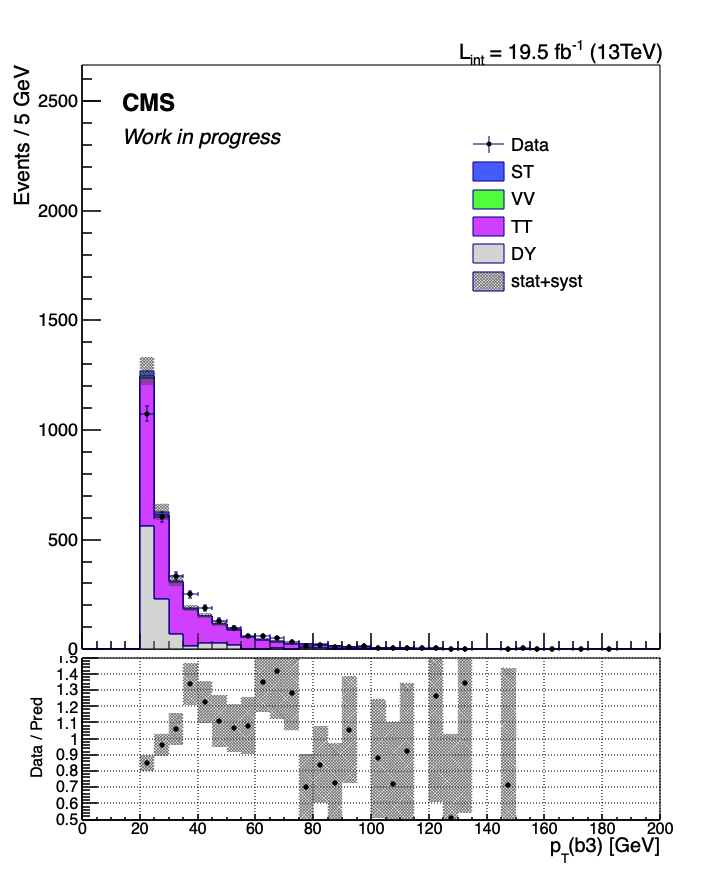 L_int = 19.5 fb⁻¹ (13TeV)
Events / 5 GeV
CMS
Work in progress
Data
ST
VV
TT
DY
stat+syst
2500
2000
1500
1000
500
0
Data / Pred
1.5
1.4
1.3
1.2
1.1
1
0.9
0.8
0.7
0.6
0.5
0 20 40 60 80 100 120 140 160 180 200
p_T(b3) [GeV]